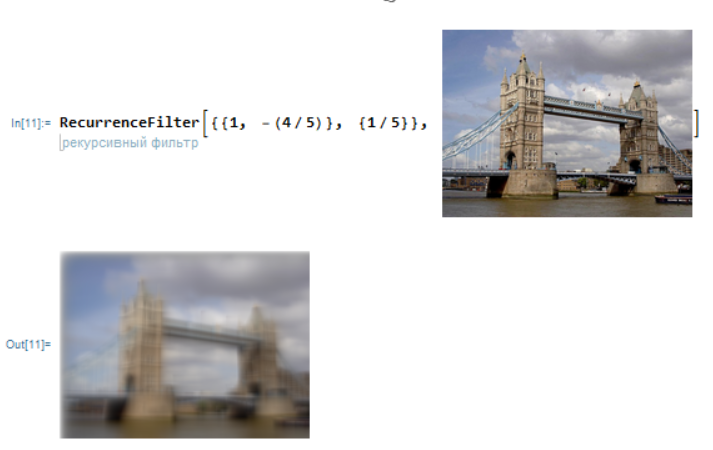 In[11]:= RecurrenceFilter[{{1, -(4/5)}, {1/5}}, ]
рекурсивный фильтр
Out[11]=